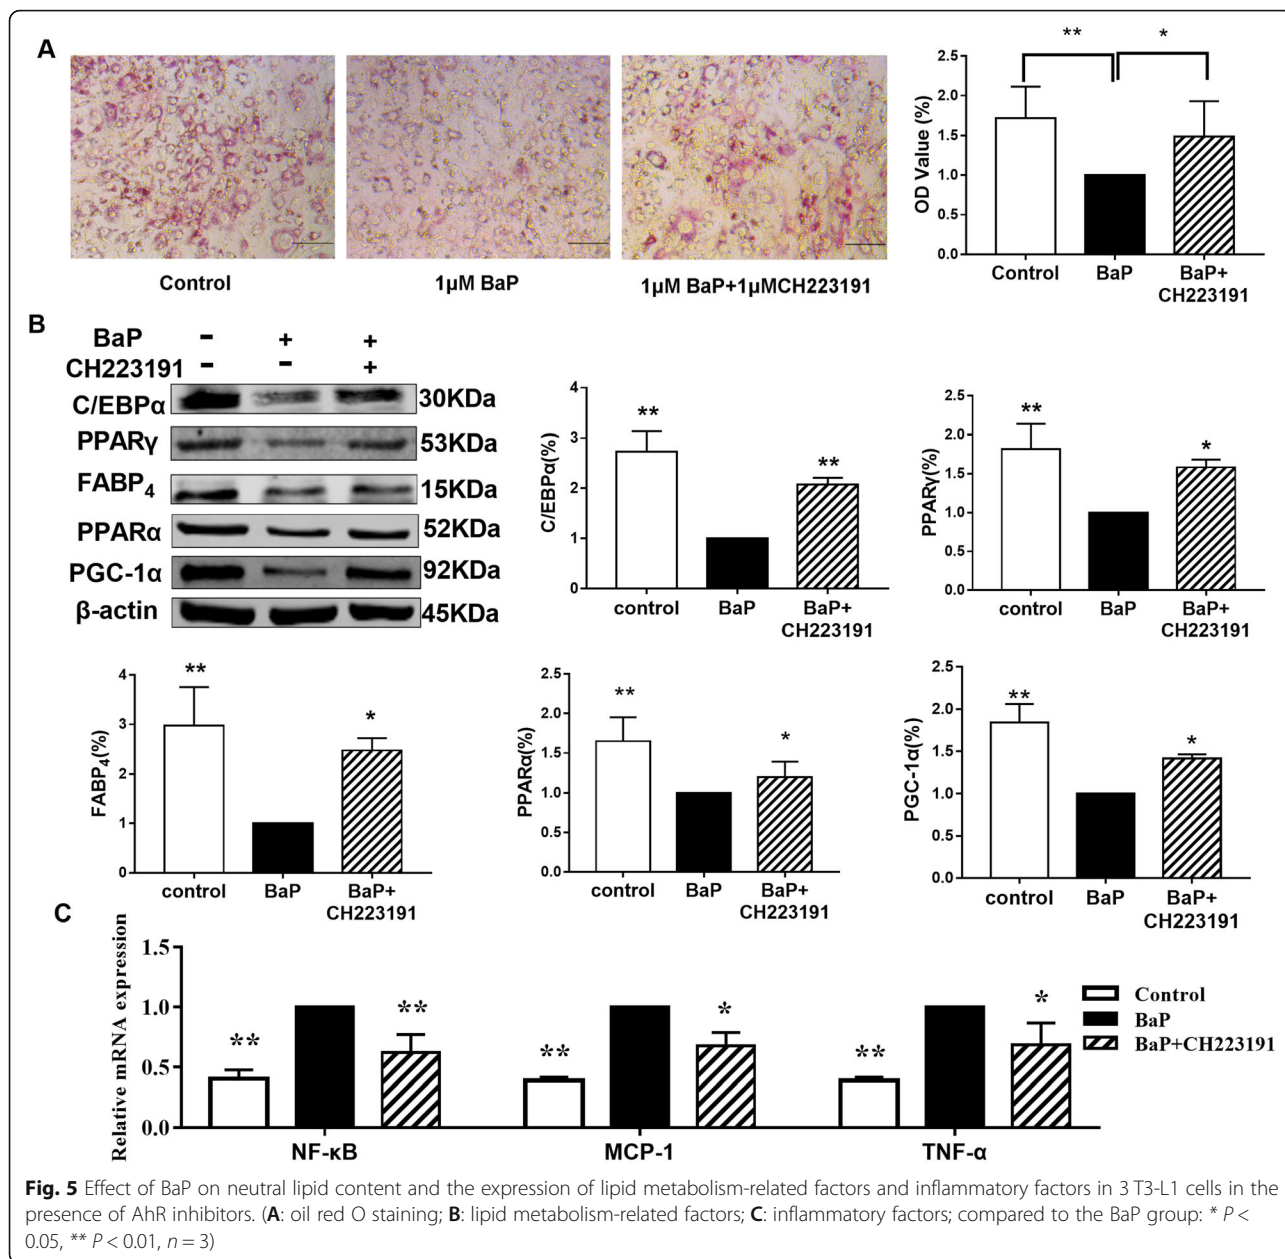 A
Control
1μM BaP
1μM BaP+1μMCH223191
OD Value (%)
2.5
2.0
1.5
1.0
0.5
0.0
** *
Control BaP BaP+
CH223191
B
BaP - + +
CH223191 - - +
C/EBPα 30KDa
PPARγ 53KDa
FABP4 15KDa
PPARα 52KDa
PGC-1α 92KDa
β-actin 45KDa
C/EBPα(%)
4
3
2
1
0
** **
control BaP BaP+
CH223191
PPARγ(%)
2.5
2.0
1.5
1.0
0.5
0.0
** *
control BaP BaP+
CH223191
FABP4(%)
4
3
2
1
0
** *
control BaP BaP+
CH223191
PPARα(%)
2.5
2.0
1.5
1.0
0.5
0.0
** *
control BaP BaP+
CH223191
PGC-1α(%)
2.5
2.0
1.5
1.0
0.5
0.0
** *
control BaP BaP+
CH223191
C
Relative mRNA expression
1.5
1.0
0.5
0.0
** ** ** * ** *
NF-κB MCP-1 TNF-α
Control
BaP
BaP+CH223191
Fig. 5 Effect of BaP on neutral lipid content and the expression of lipid metabolism-related factors and inflammatory factors in 3 T3-L1 cells in the
presence of AhR inhibitors. (A: oil red O staining; B: lipid metabolism-related factors; C: inflammatory factors; compared to the BaP group: * P <
0.05, ** P < 0.01, n = 3)